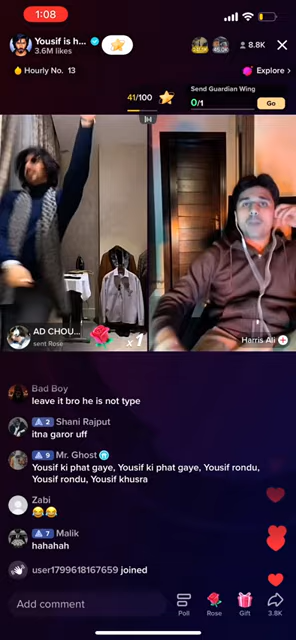 1:08
Yousif is h...
3.6M likes
8.8K
Hourly No. 13
Explore >
41/100
Send Guardian Wing
0/1
Go
AD CHOU...
sent Rose
x1
Harris Ali
Bad Boy
leave it bro he is not type
2 Shani Rajput
itna garor uff
9 Mr. Ghost
Yousif ki phat gaye, Yousif ki phat gaye, Yousif rondu,
Yousif rondu, Yousif khusra
Zabi
😂😂
7 Malik
hahahah
user1799618167659 joined
Add comment
Poll
Rose
Gift
3.8K